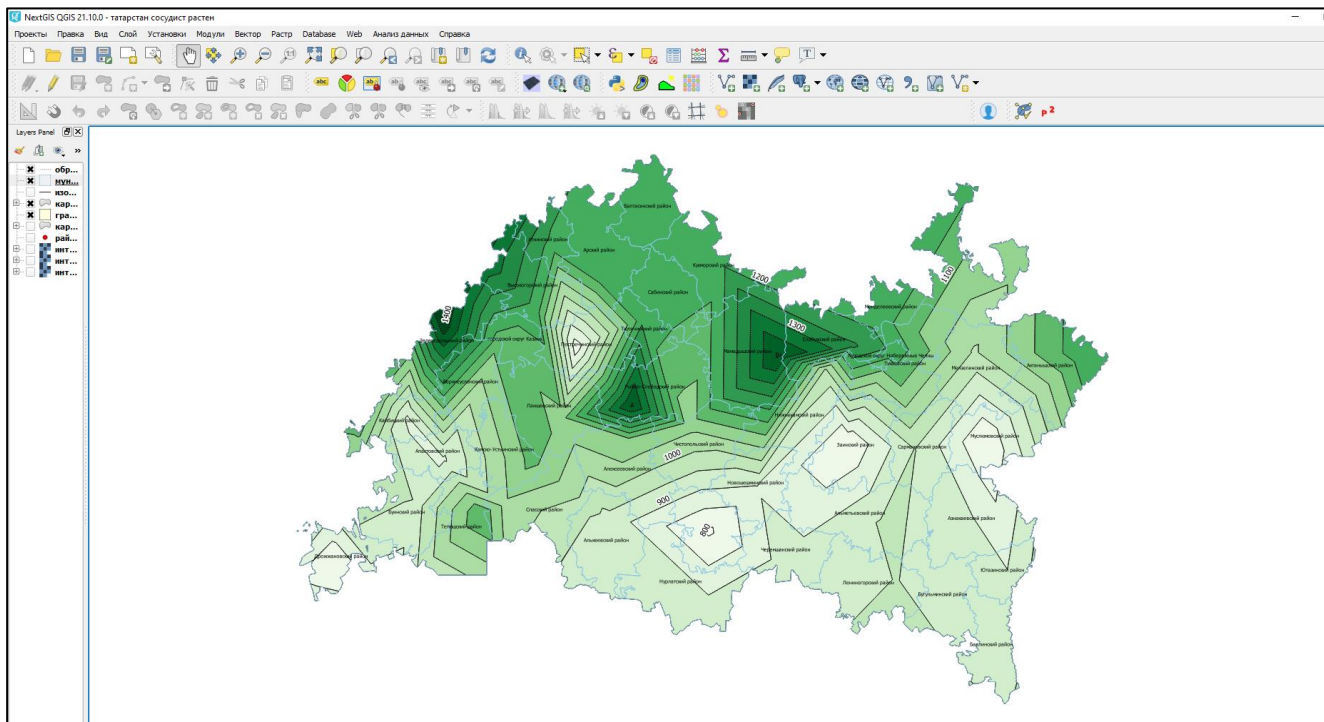 NextGIS QGIS 21.10.0 - татарстан сосудист растен
Проекты Правка Вид Слой Установки Модули Вектор Растр Database Web Анализ данных Справка
Layers Panel
обр...
мун...
изо...
кар...
гра...
кар...
рай...
инт...
инт...
инт...
Балтасинский район
Арский район
Кукморский район
1200
1100
Высокогорский район
Сабинский район
Менделеевский район
1400
1300
Тюлячинский район
городской округ Казань
Пестречинский район
Елабужский район
Мамадышский район
городской округ Набережные Челны
Тукаевский район
Мензелинский район
Актанышский район
Верхнеуслонский район
Рыбно-Слободский район
Лаишевский район
Нижнекамский район
Кайбицкий район
Апастовский район
Камско-Устьинский район
Чистопольский район
Заинский район
Сармановский район
Муслюмовский район
1000
Алексеевский район
Новошешминский район
900
Буинский район
Спасский район
Тетюшский район
Альметьевский район
Азнакаевский район
800
Алькеевский район
Черемшанский район
Дрожжановский район
Нурлатский район
Лениногорский район
Ютазинский район
Бугульминский район
Бавлинский район